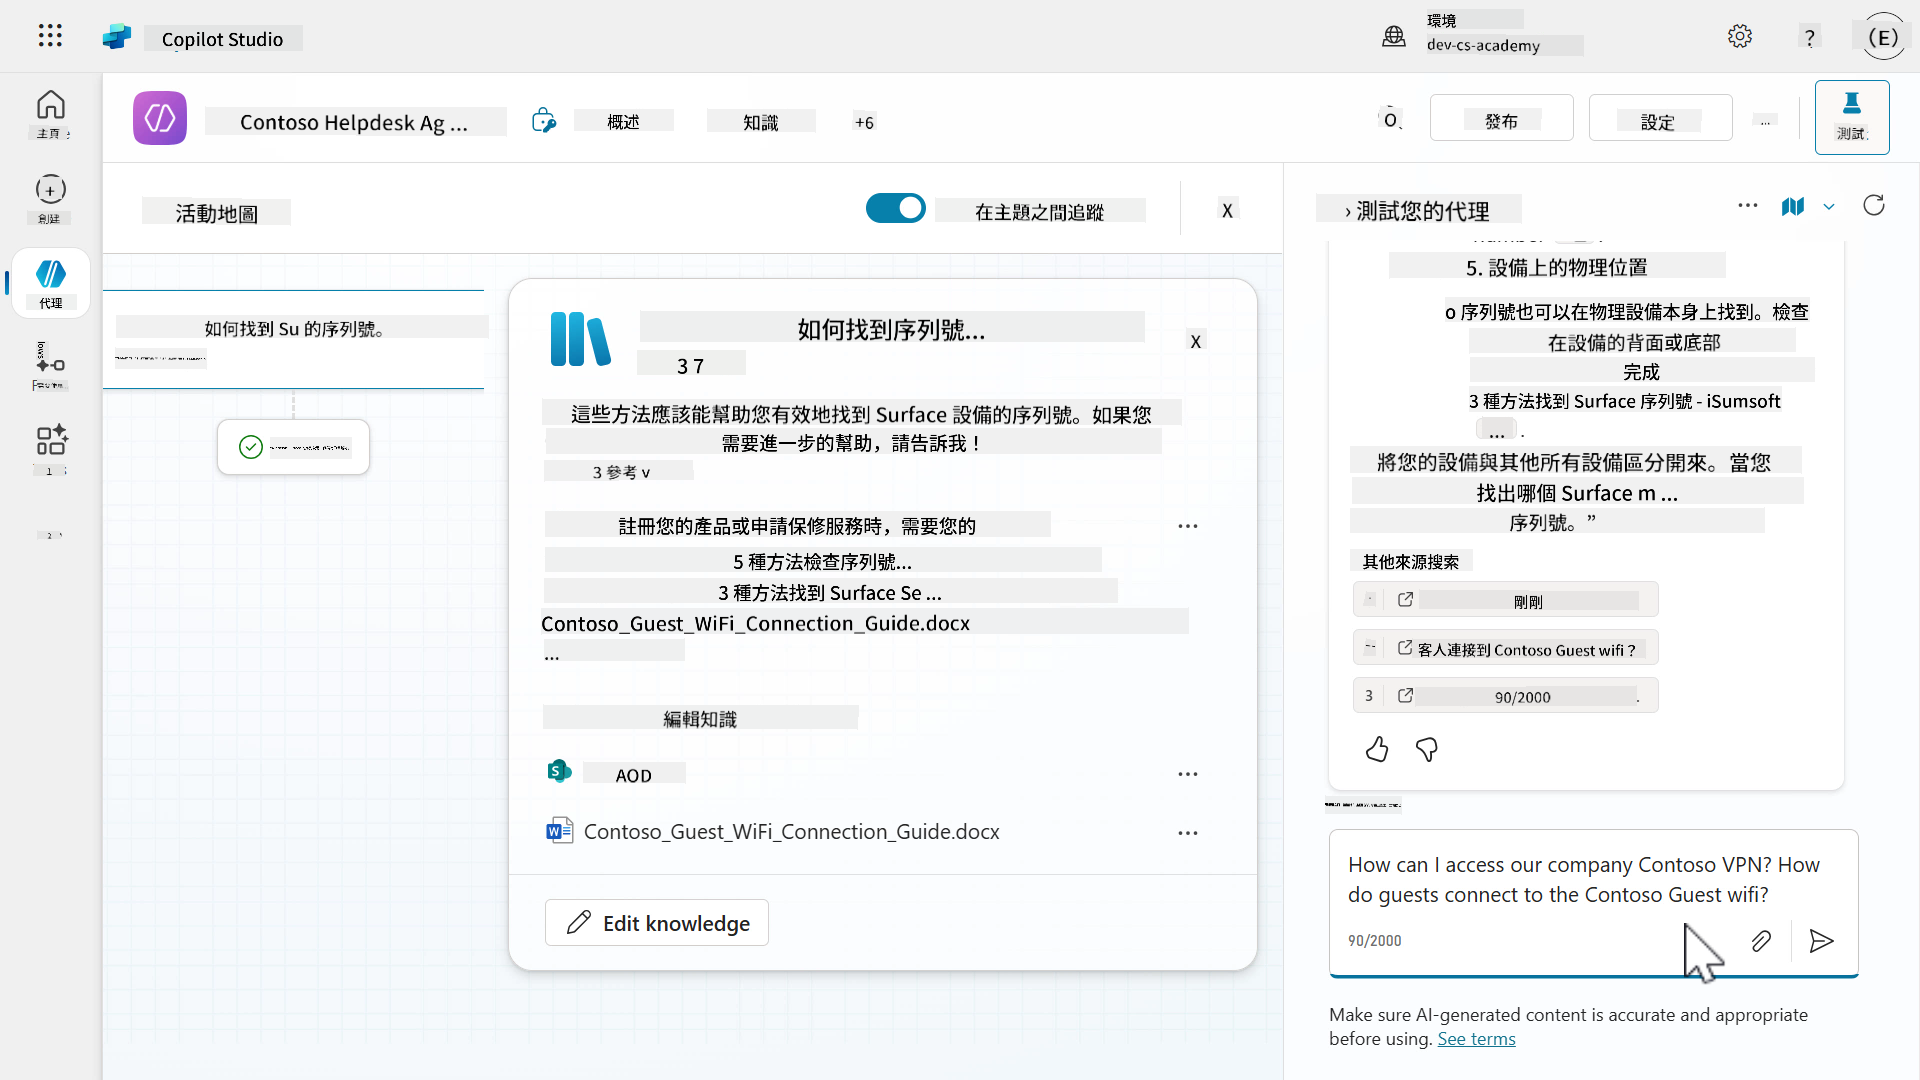 Copilot Studio
環境
dev-cs-academy
?
(E)
Contoso Helpdesk Ag ...
概述
知識
+6
發布
設定
...
測試
主頁
創建
代理
活動地圖
在主題之間追蹤
X
› 測試您的代理
如何找到 Su 的序列號。
如何找到序列號...
3 7
X
這些方法應該能幫助您有效地找到 Surface 設備的序列號。如果您
需要進一步的幫助，請告訴我！
3 參考 v
註冊您的產品或申請保修服務時，需要您的
5 種方法檢查序列號...
3 種方法找到 Surface Se ...
Contoso_Guest_WiFi_Connection_Guide.docx
...
編輯知識
AOD
Contoso_Guest_WiFi_Connection_Guide.docx
Edit knowledge
5. 設備上的物理位置
o 序列號也可以在物理設備本身上找到。檢查
在設備的背面或底部
完成
3 種方法找到 Surface 序列號 - iSumsoft
... .
將您的設備與其他所有設備區分開來。當您
找出哪個 Surface m ...
序列號。”
其他來源搜索
剛剛
客人連接到 Contoso Guest wifi？
3 90/2000 .
How can I access our company Contoso VPN? How
do guests connect to the Contoso Guest wifi?
90/2000
Make sure AI-generated content is accurate and appropriate
before using. See terms